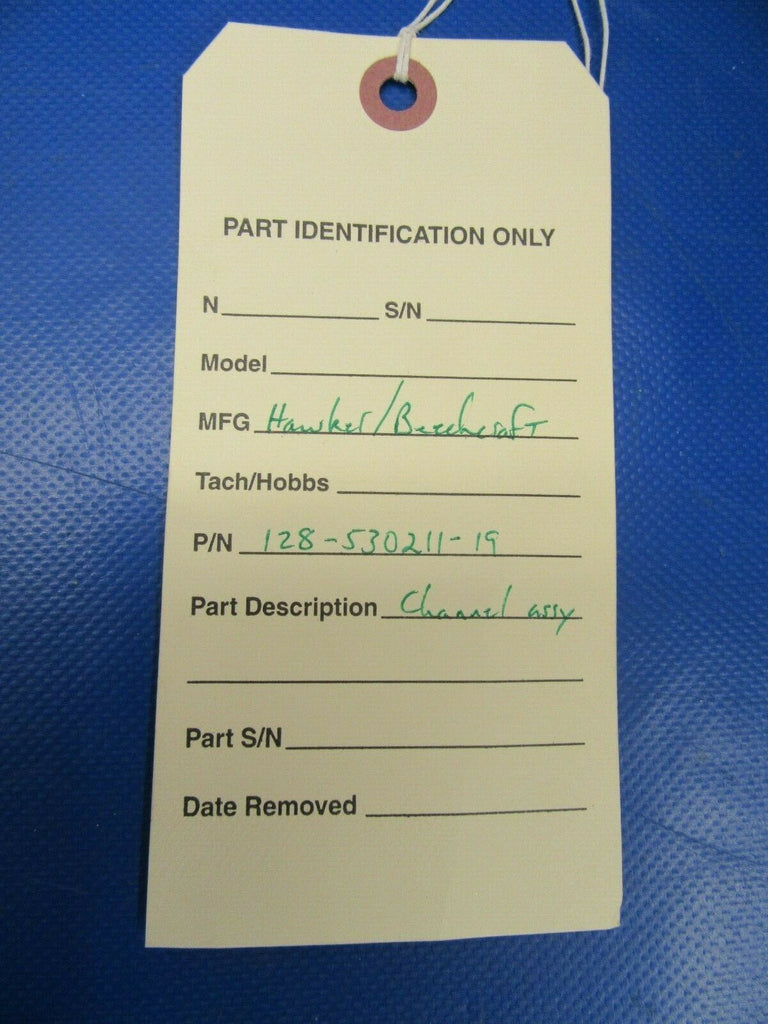 PART IDENTIFICATION ONLY
N S/N
Model
MFG Hawker/Beechcraft
Tach/Hobbs
P/N 128-530211-19
Part Description Channel assy
Part S/N
Date Removed